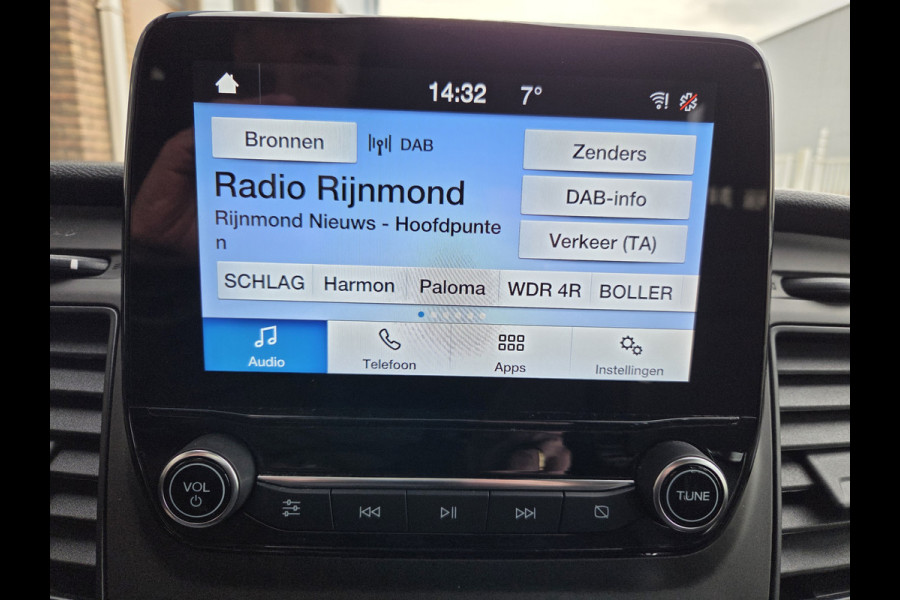 14:32 7°
Bronnen DAB Zenders
Radio Rijnmond DAB-info
Rijnmond Nieuws - Hoofdpunte
n
Verkeer (TA)
SCHLAG Harmon Paloma WDR 4R BOLLER
Audio Telefoon Apps Instellingen
VOL TUNE